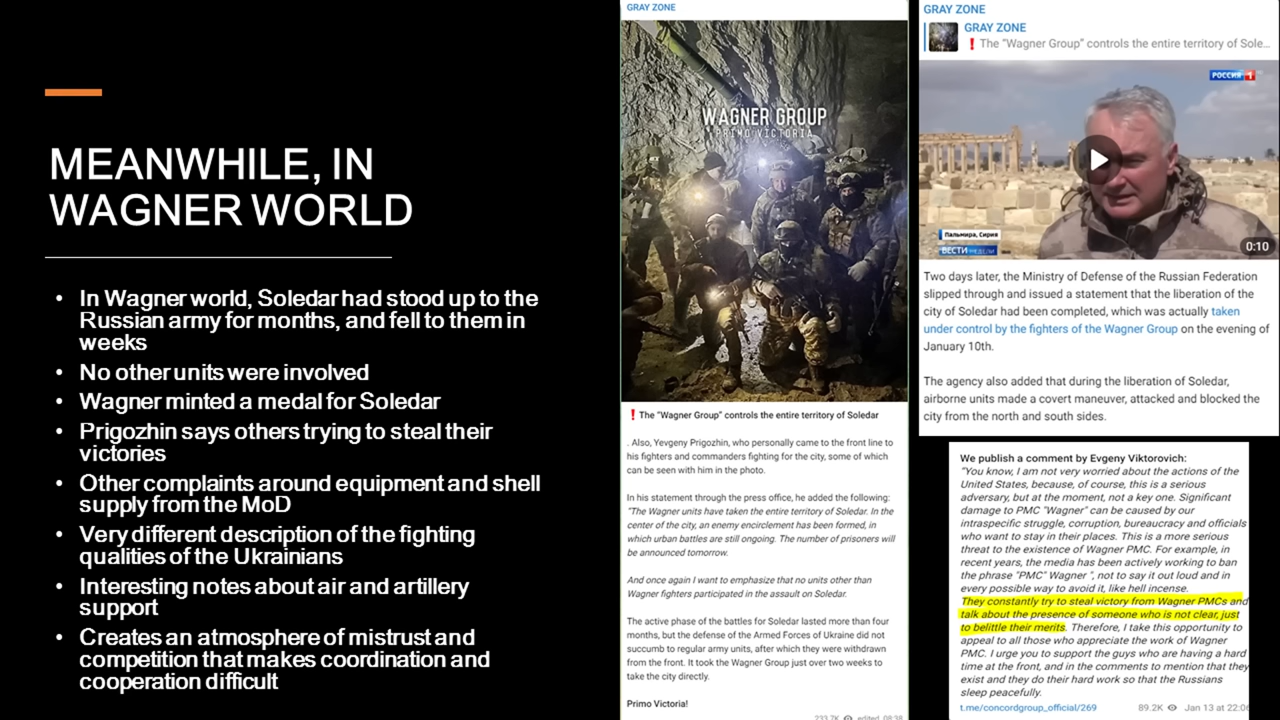 MEANWHILE, IN
WAGNER WORLD
• In Wagner world, Soledar had stood up to the
Russian army for months, and fell to them in
weeks
• No other units were involved
• Wagner minted a medal for Soledar
• Prigozhin says others trying to steal their
victories
• Other complaints around equipment and shell
supply from the MoD
• Very different description of the fighting
qualities of the Ukrainians
• Interesting notes about air and artillery
support
• Creates an atmosphere of mistrust and
competition that makes coordination and
cooperation difficult
GRAY ZONE
WAGNER GROUP
PRIMO VICTORIA
❗ The "Wagner Group" controls the entire territory of Soledar
. Also, Yevgeny Prigozhin, who personally came to the front line to
his fighters and commanders fighting for the city, some of which
can be seen with him in the photo.
In his statement through the press office, he added the following:
"The Wagner units have taken the entire territory of Soledar. In the
center of the city, an enemy encirclement has been formed, in
which urban battles are still ongoing. The number of prisoners will
be announced tomorrow.
And once again I want to emphasize that no units other than
Wagner fighters participated in the assault on Soledar.
The active phase of the battles for Soledar lasted more than four
months, but the defense of the Armed Forces of Ukraine did not
succumb to regular army units, after which they were withdrawn
from the front. It took the Wagner Group just over two weeks to
take the city directly.
Primo Victoria!
233.7K edited 08:38
GRAY ZONE
GRAY ZONE
❗ The "Wagner Group" controls the entire territory of Sole...
РОССИЯ 1
Пальмира, Сирия
ВЕСТИ НЕДЕЛИ
0:10
Two days later, the Ministry of Defense of the Russian Federation
slipped through and issued a statement that the liberation of the
city of Soledar had been completed, which was actually taken
under control by the fighters of the Wagner Group on the evening of
January 10th.
The agency also added that during the liberation of Soledar,
airborne units made a covert maneuver, attacked and blocked the
city from the north and south sides.
We publish a comment by Evgeny Viktorovich:
"You know, I am not very worried about the actions of the
United States, because, of course, this is a serious
adversary, but at the moment, not a key one. Significant
damage to PMC "Wagner" can be caused by our
intraspecific struggle, corruption, bureaucracy and officials
who want to stay in their places. This is a more serious
threat to the existence of Wagner PMC. For example, in
recent years, the media has been actively working to ban
the phrase "PMC" Wagner ", not to say it out loud and in
every possible way to avoid it, like hell incense.
They constantly try to steal victory from Wagner PMCs and
talk about the presence of someone who is not clear, just
to belittle their merits. Therefore, I take this opportunity to
appeal to all those who appreciate the work of Wagner
PMC. I urge you to support the guys who are having a hard
time at the front, and in the comments to mention that they
exist and they do their hard work so that the Russians
sleep peacefully.
t.me/concordgroup_official/269 89.2K Jan 13 at 22:06